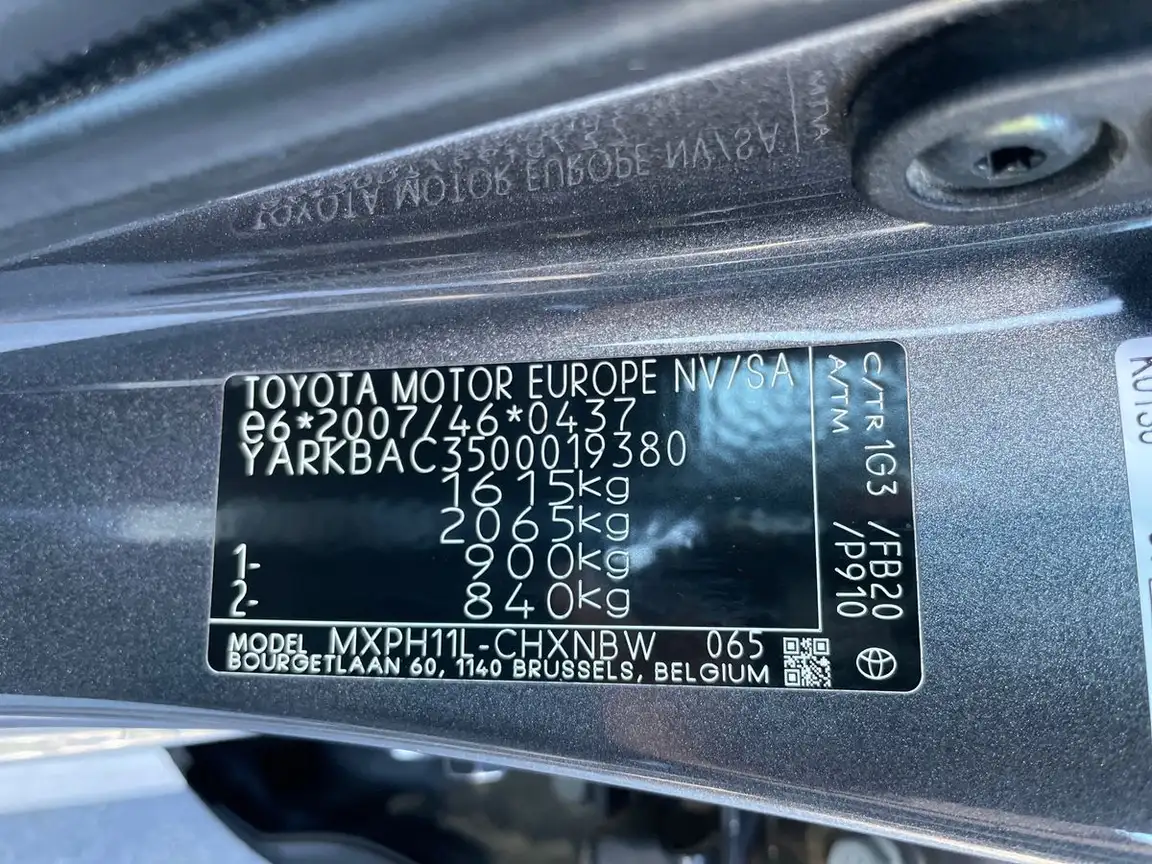 TOYOTA MOTOR EUROPE NV/SA
e6*2007/46*0437
YARKBAC3500019380
1615kg
2065kg
1- 900kg
2- 840kg
MODEL MXPH11L-CHXNBW 065
BOURGETLAAN 60, 1140 BRUSSELS, BELGIUM
C/TR 1G3 /FB20
A/TM /P910
TOYOTA MOTOR EUROPE NV/SA